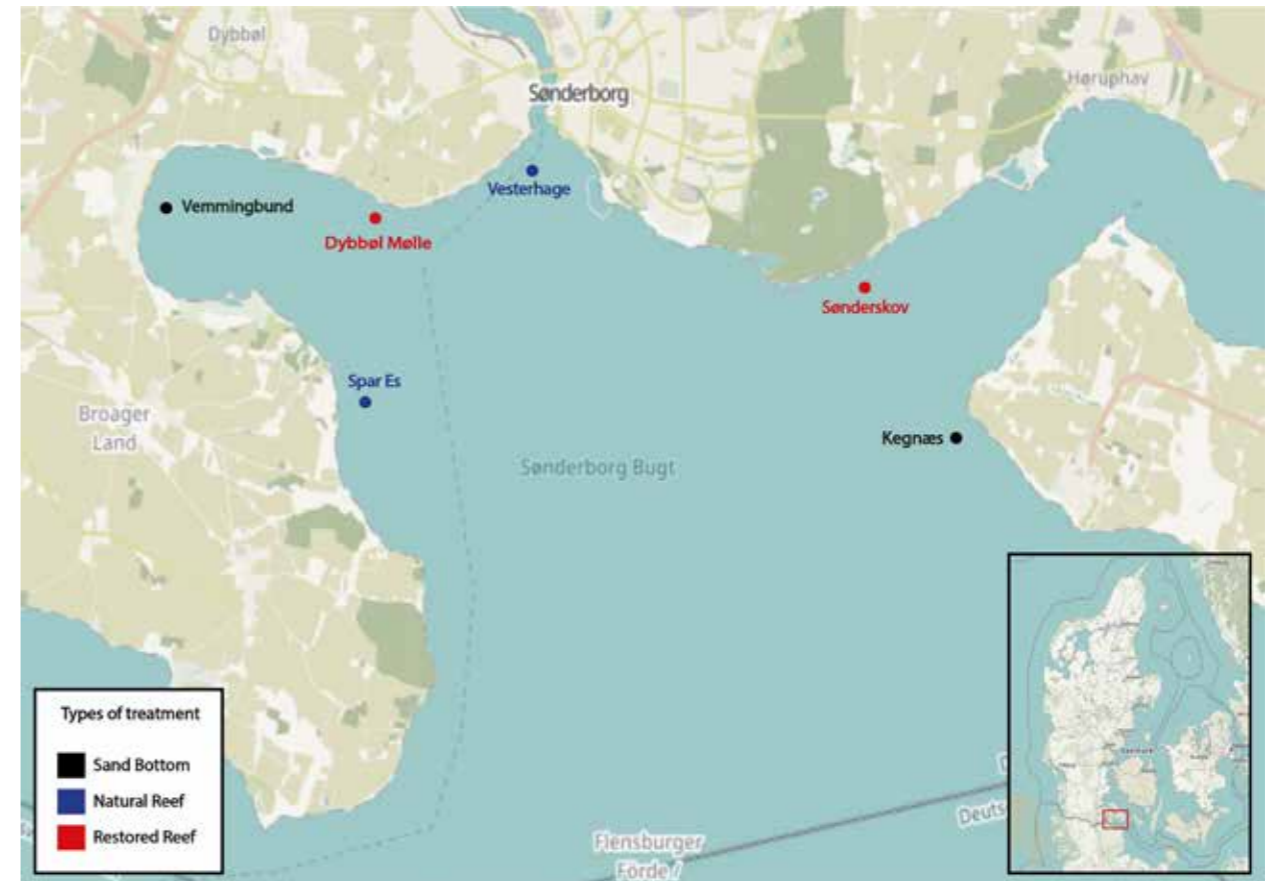 Dybbøl
Sønderborg
Høruphav
Vesterhage
Vemmingbund
Dybbøl Mølle
Sønderskov
Spar Es
Broager
Land
Kegnæs
Sønderborg Bugt
Types of treatment
Sand Bottom
Natural Reef
Restored Reef
Flensburger
Förde /